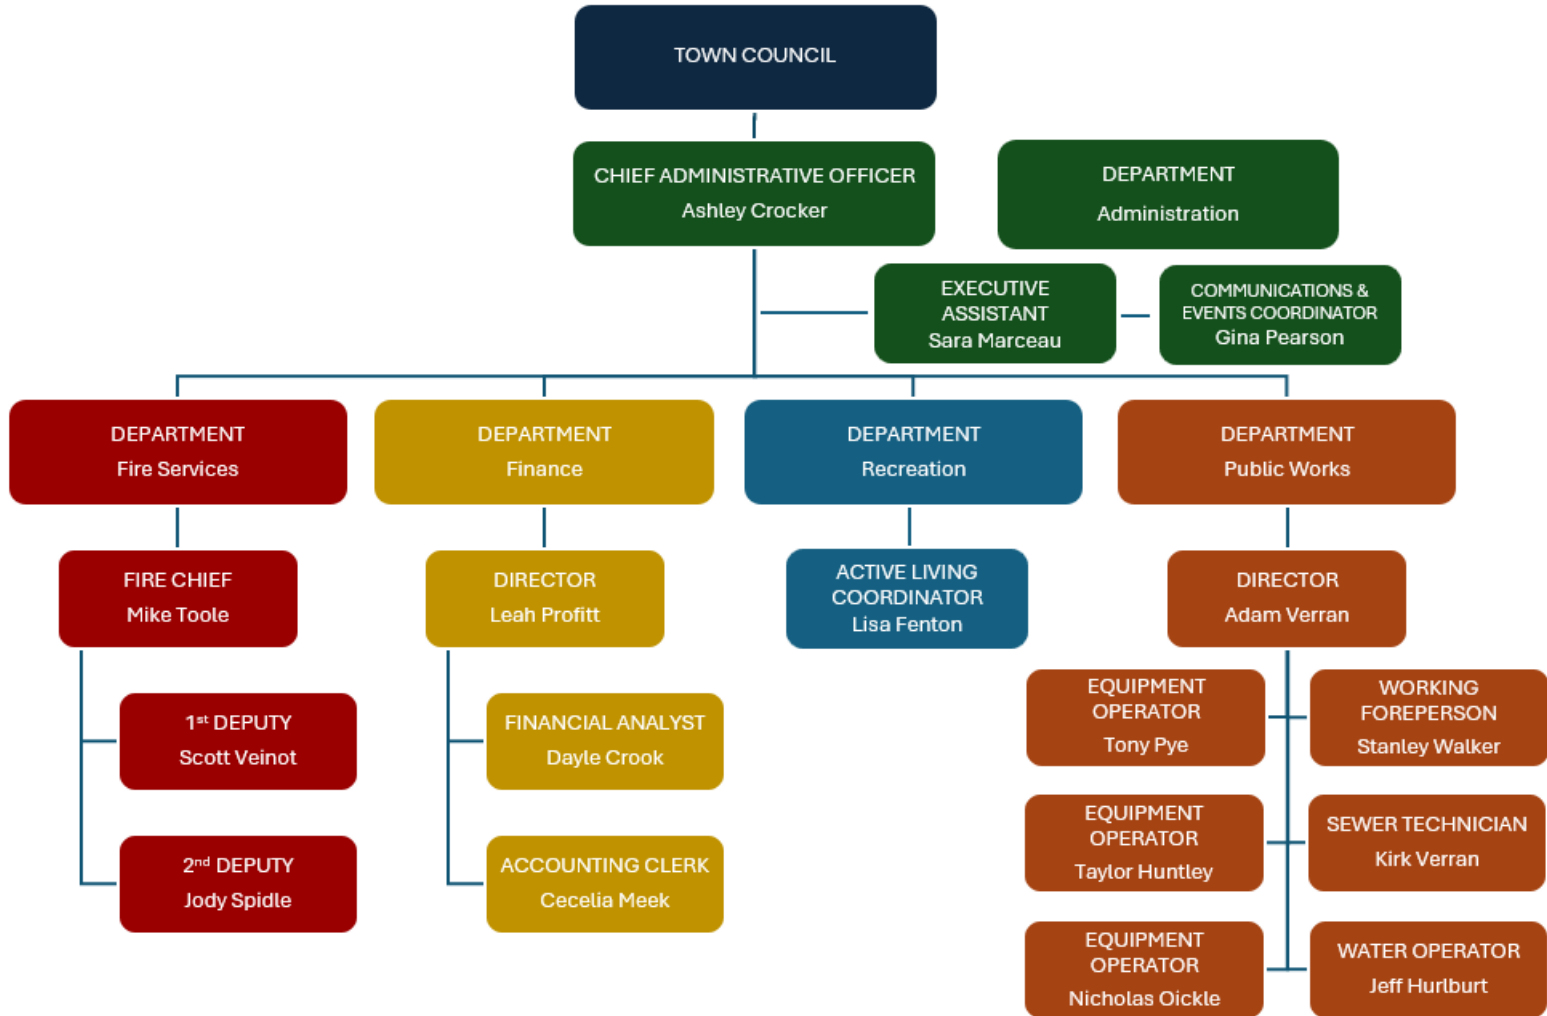 TOWN COUNCIL
CHIEF ADMINISTRATIVE OFFICER
Ashley Crocker
DEPARTMENT
Administration
EXECUTIVE
ASSISTANT
Sara Marceau
COMMUNICATIONS &
EVENTS COORDINATOR
Gina Pearson
DEPARTMENT
Fire Services
DEPARTMENT
Finance
DEPARTMENT
Recreation
DEPARTMENT
Public Works
FIRE CHIEF
Mike Toole
DIRECTOR
Leah Profitt
ACTIVE LIVING
COORDINATOR
Lisa Fenton
DIRECTOR
Adam Verran
1st DEPUTY
Scott Veinot
FINANCIAL ANALYST
Dayle Crook
EQUIPMENT
OPERATOR
Tony Pye
WORKING
FOREPERSON
Stanley Walker
EQUIPMENT
OPERATOR
Taylor Huntley
SEWER TECHNICIAN
Kirk Verran
2nd DEPUTY
Jody Spidle
ACCOUNTING CLERK
Cecelia Meek
EQUIPMENT
OPERATOR
Nicholas Oickle
WATER OPERATOR
Jeff Hurlburt